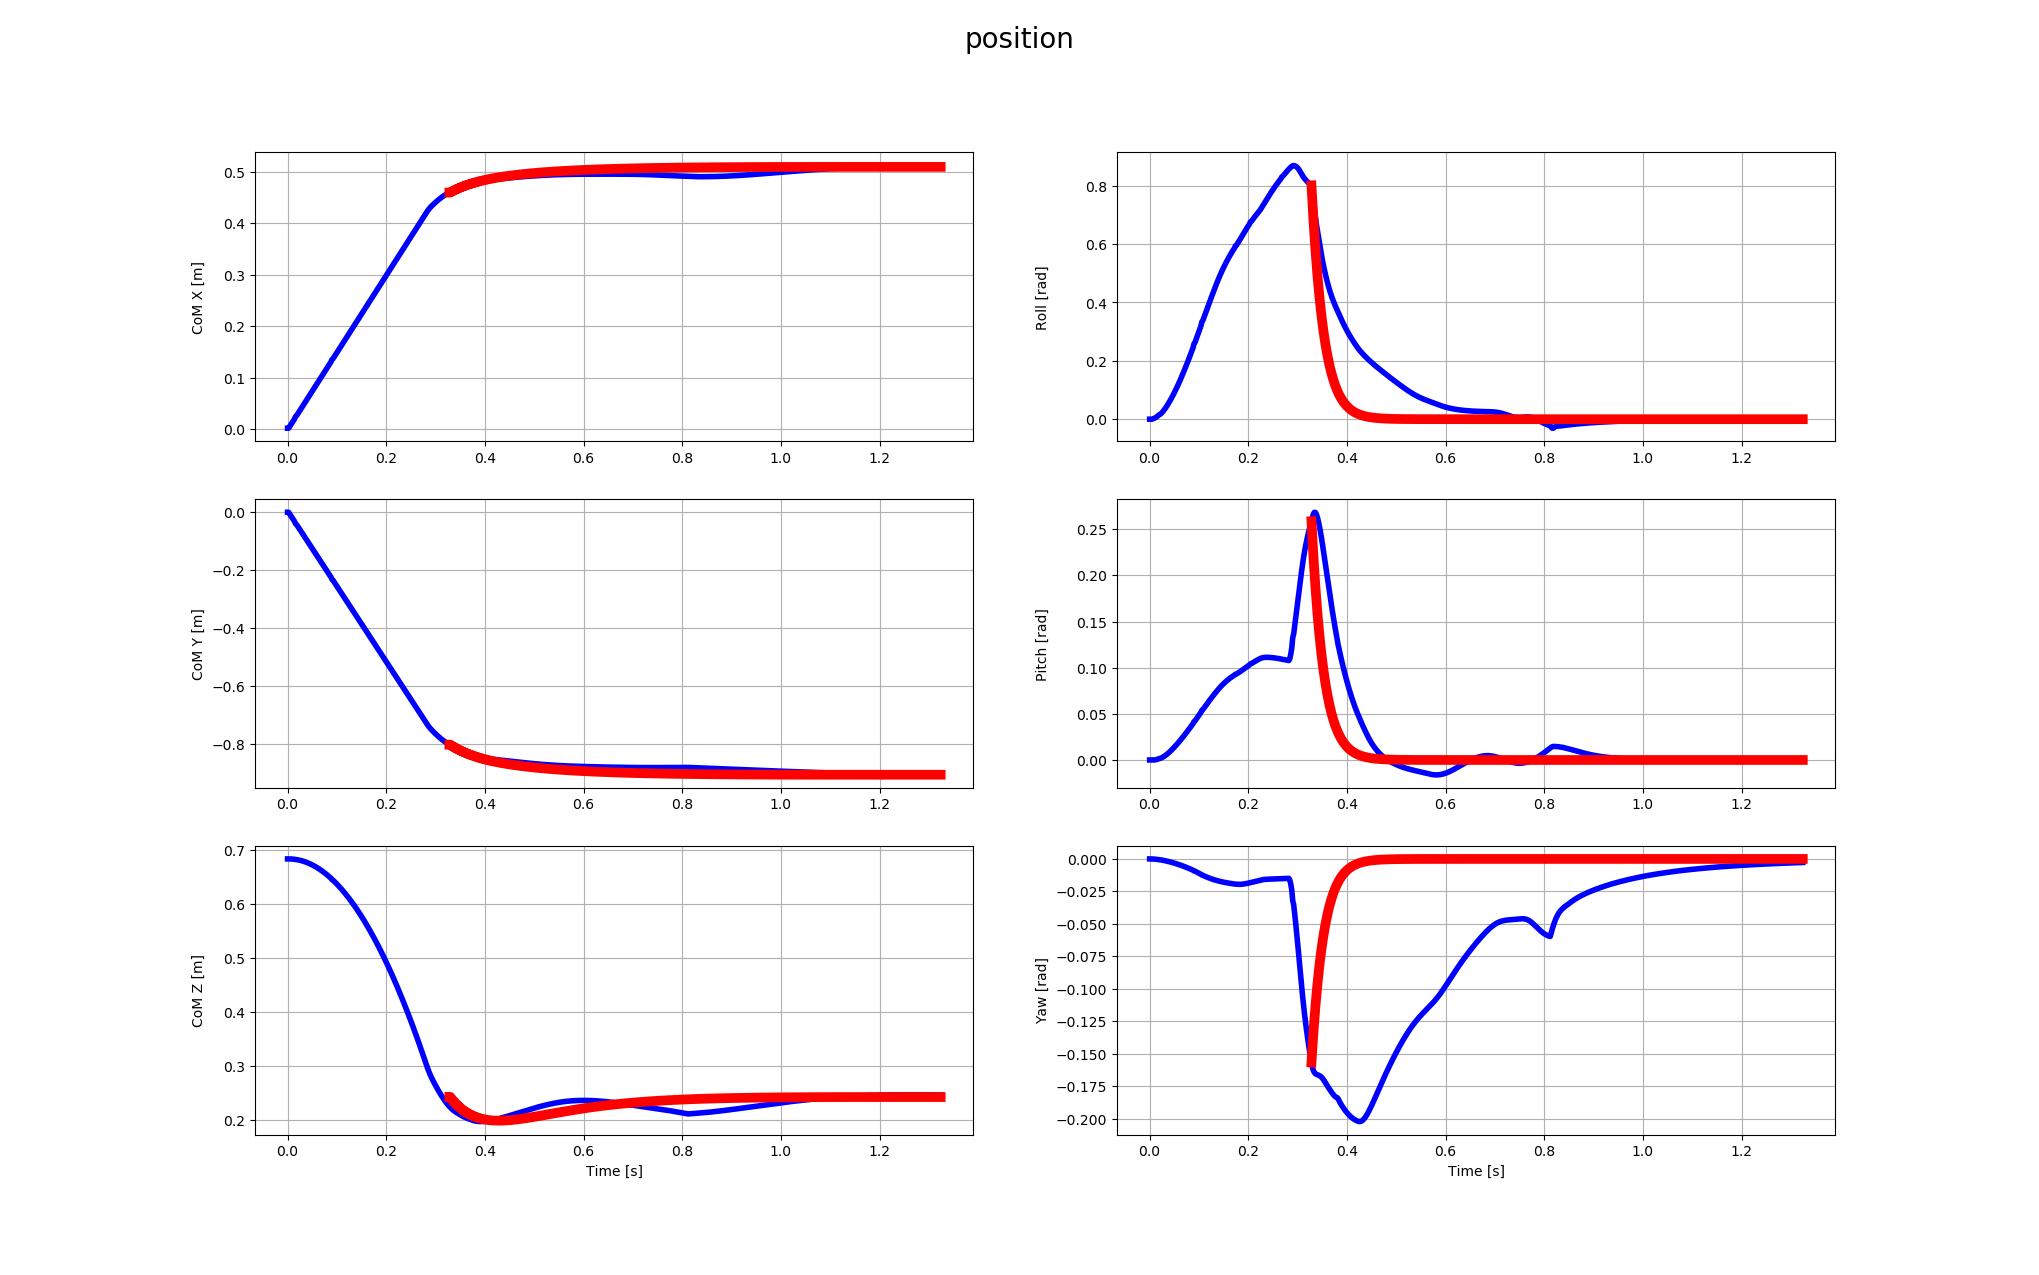 position
0.5
0.4
0.3
0.2
0.1
0.0
CoM X [m]
0.0 0.2 0.4 0.6 0.8 1.0 1.2
0.8
0.6
0.4
0.2
0.0
Roll [rad]
0.0 0.2 0.4 0.6 0.8 1.0 1.2
0.0
−0.2
−0.4
−0.6
−0.8
CoM Y [m]
0.0 0.2 0.4 0.6 0.8 1.0 1.2
0.25
0.20
0.15
0.10
0.05
0.00
Pitch [rad]
0.0 0.2 0.4 0.6 0.8 1.0 1.2
0.7
0.6
0.5
0.4
0.3
0.2
CoM Z [m]
0.0 0.2 0.4 0.6 0.8 1.0 1.2
Time [s]
0.000
−0.025
−0.050
−0.075
−0.100
−0.125
−0.150
−0.175
−0.200
Yaw [rad]
0.0 0.2 0.4 0.6 0.8 1.0 1.2
Time [s]